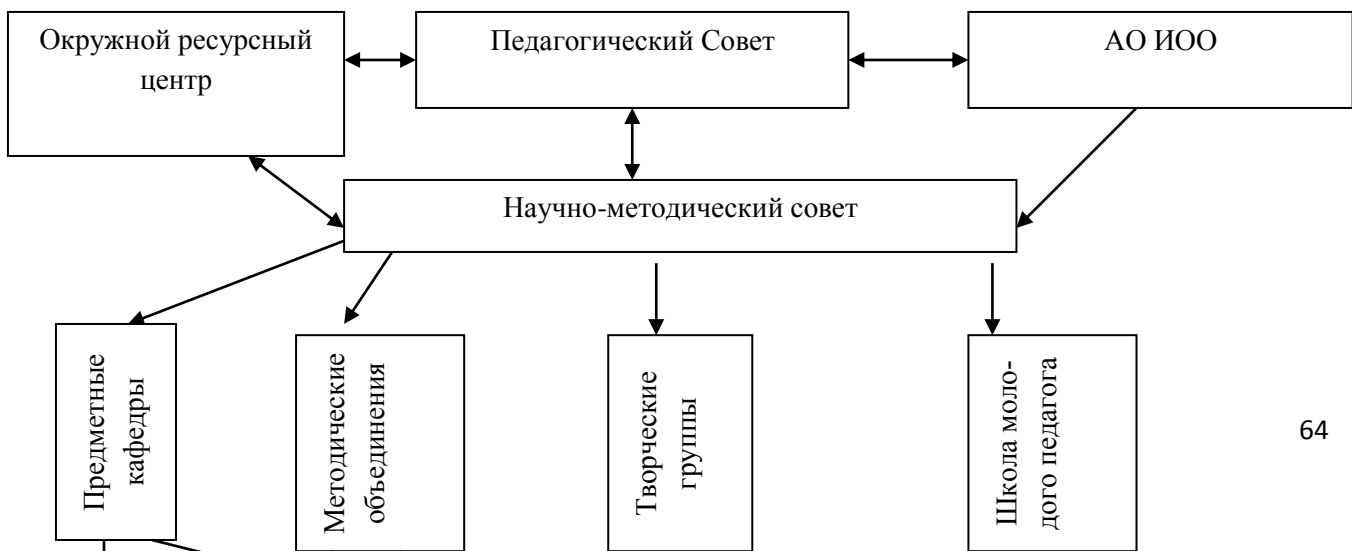 Окружной ресурсный
центр
Педагогический Совет
АО ИОО
Научно-методический совет
Предметные
кафедры
Методические
объединения
Творческие
группы
Школа моло-
дого педагога
64